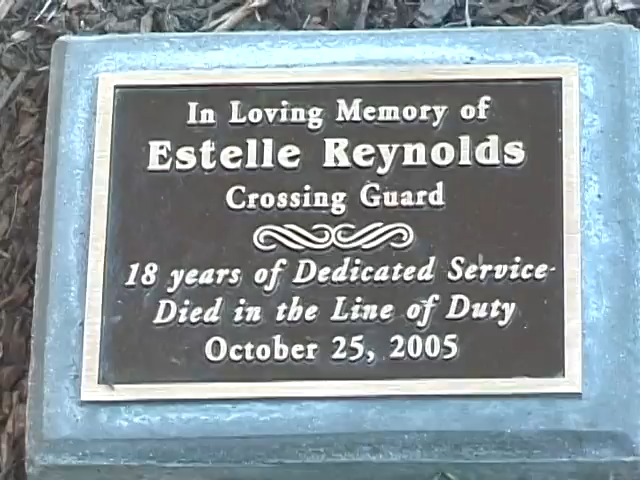 In Loving Memory of
Estelle Reynolds
Crossing Guard
18 years of Dedicated Service
Died in the Line of Duty
October 25, 2005